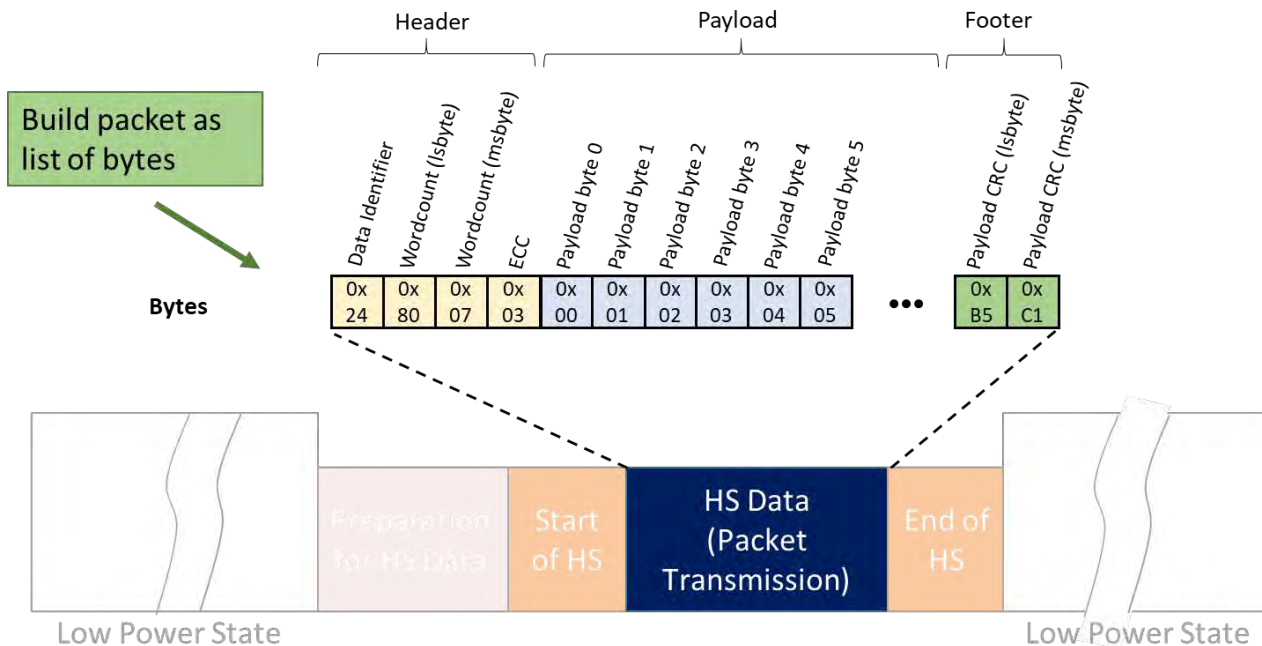 Header Payload Footer
Build packet as
list of bytes
Data Identifier
Wordcount (lsbyte)
Wordcount (msbyte)
ECC
Payload byte 0
Payload byte 1
Payload byte 2
Payload byte 3
Payload byte 4
Payload byte 5
Payload CRC (lsbyte)
Payload CRC (msbyte)
Bytes
0x 0x 0x 0x 0x 0x 0x 0x 0x 0x ••• 0x 0x
24 80 07 03 00 01 02 03 04 05 B5 C1
Preparation
for HS Data
Start
of HS
HS Data
(Packet
Transmission)
End of
HS
Low Power State
Low Power State